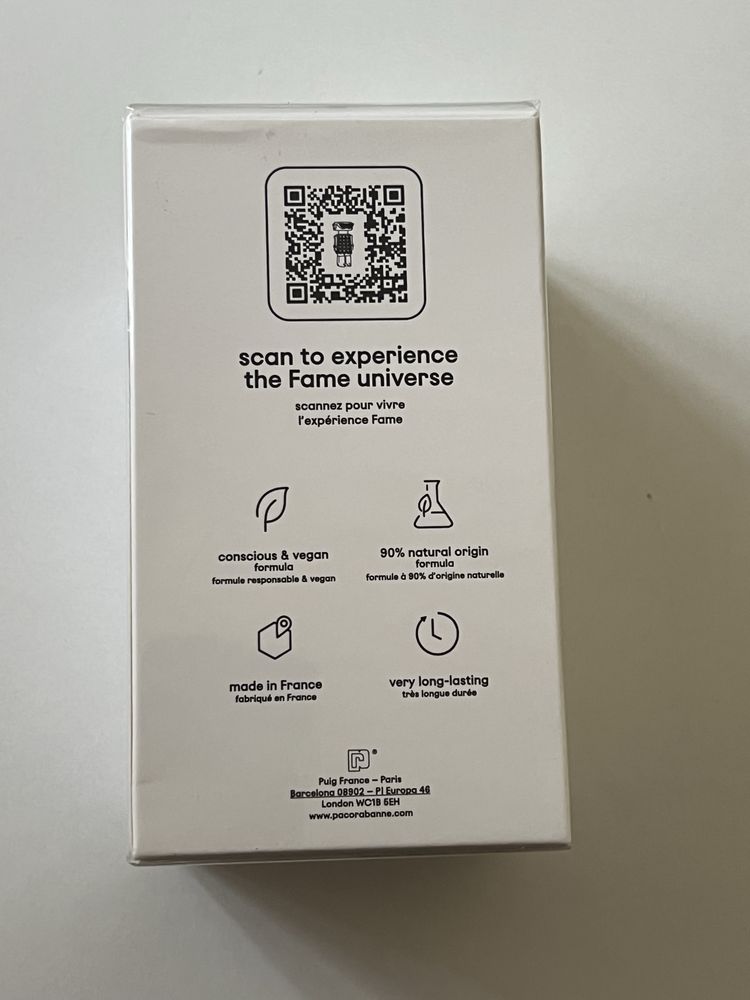 scan to experience
the Fame universe
scannez pour vivre
l'expérience Fame
conscious & vegan
formula
formule responsable & vegan
90% natural origin
formula
formule à 90% d'origine naturelle
made in France
fabriqué en France
very long-lasting
très longue durée
Puig France – Paris
Barcelona 08902 – Pl Europa 46
London WC1B 5EH
www.pacorabanne.com